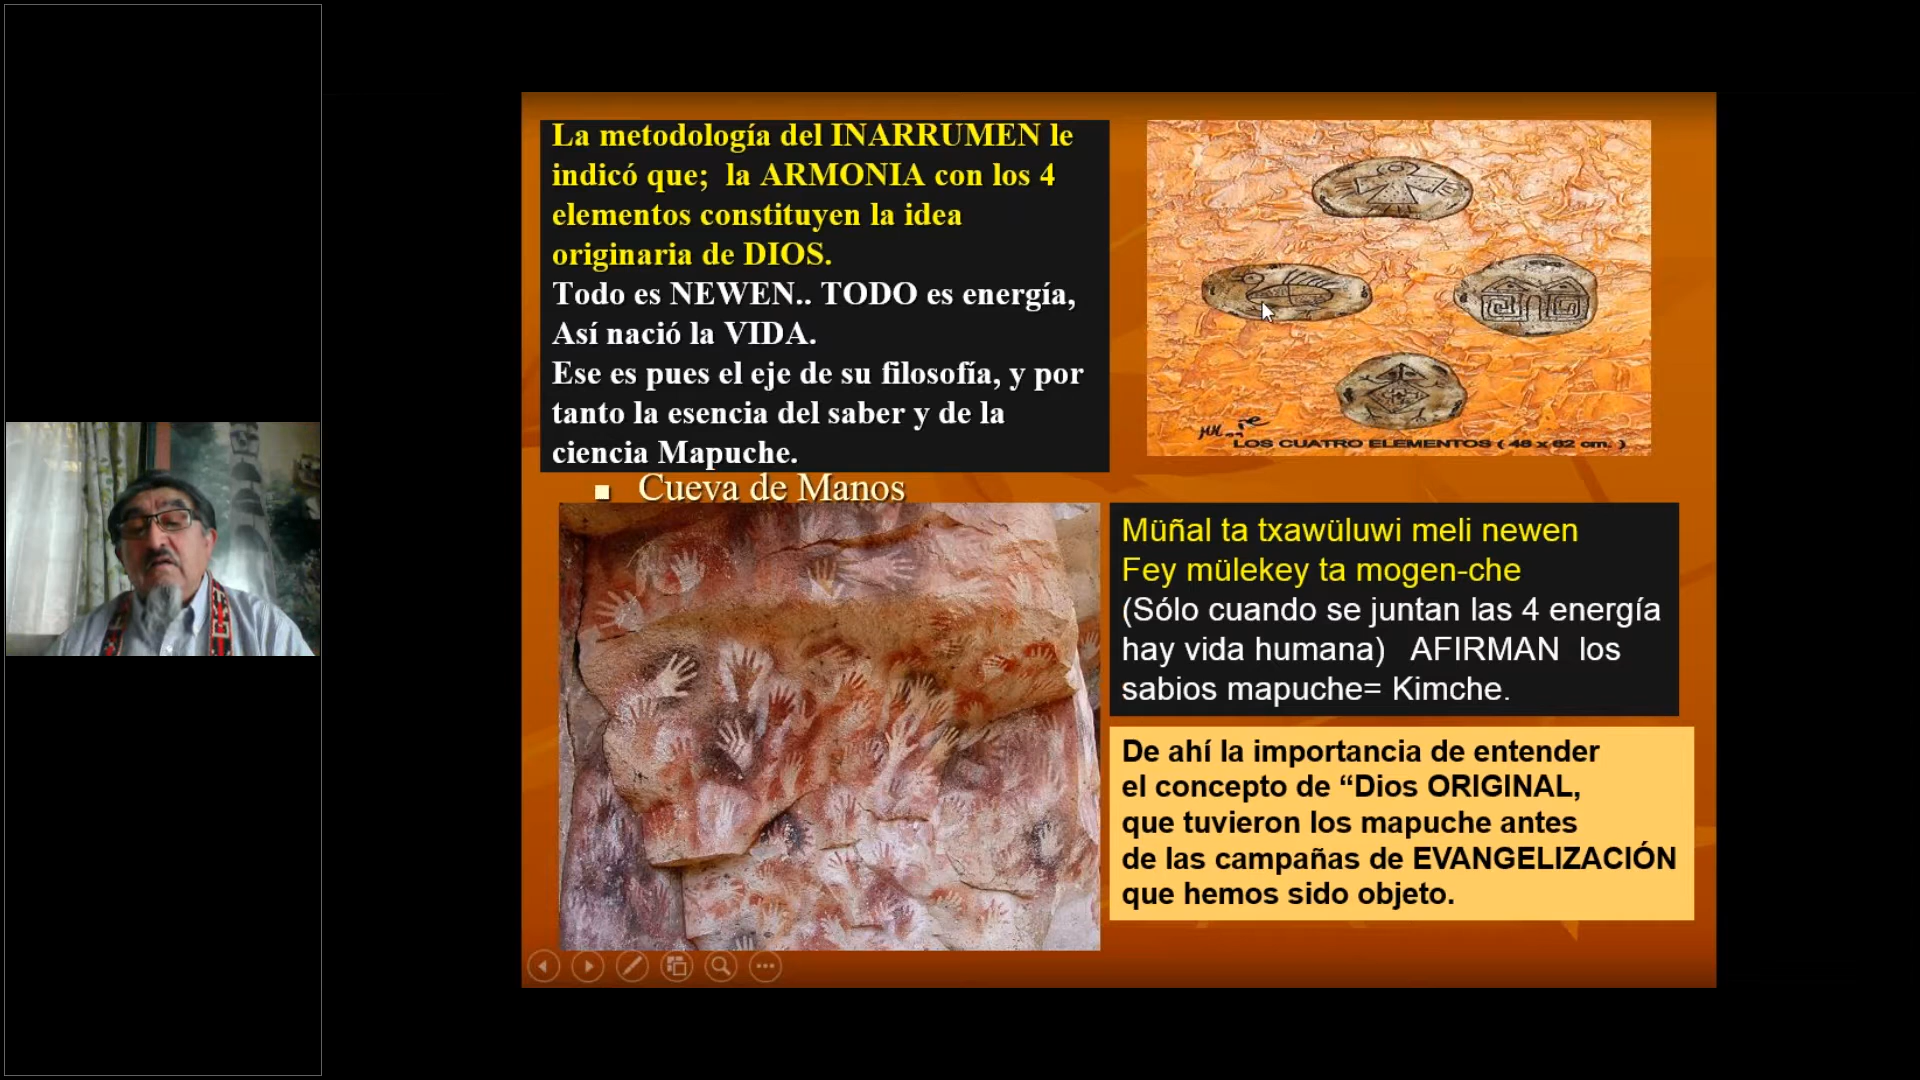 La metodología del INARRUMEN le
indicó que; la ARMONIA con los 4
elementos constituyen la idea
originaria de DIOS.
Todo es NEWEN.. TODO es energía,
Así nació la VIDA.
Ese es pues el eje de su filosofía, y por
tanto la esencia del saber y de la
ciencia Mapuche.
LOS CUATRO ELEMENTOS ( 48 x 62 cm. )
Cueva de Manos
Müñal ta txawüluwi meli newen
Fey mülekey ta mogen-che
(Sólo cuando se juntan las 4 energía
hay vida humana) AFIRMAN los
sabios mapuche= Kimche.
De ahí la importancia de entender
el concepto de “Dios ORIGINAL,
que tuvieron los mapuche antes
de las campañas de EVANGELIZACIÓN
que hemos sido objeto.